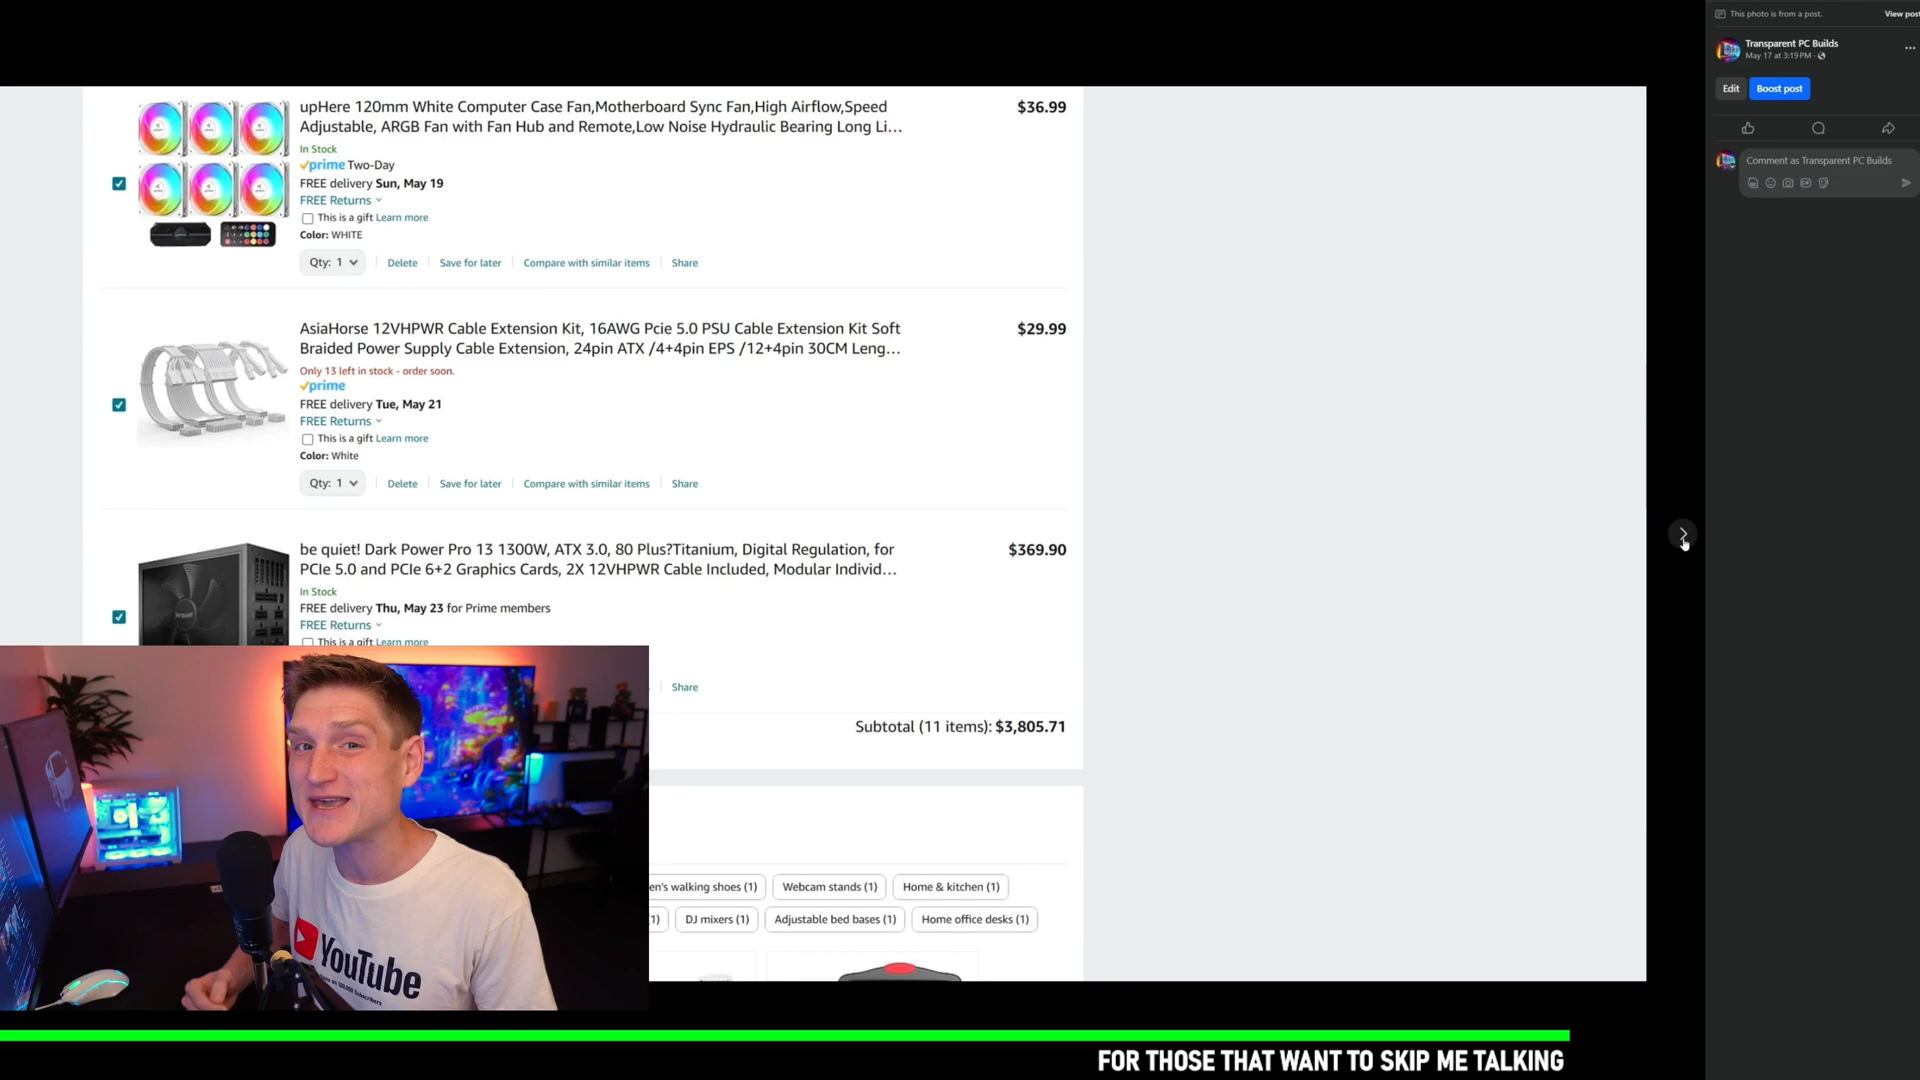 This photo is from a post.
View post
Transparent PC Builds
May 17 at 3:19 PM ·
Edit
Boost post
Comment as Transparent PC Builds
upHere 120mm White Computer Case Fan,Motherboard Sync Fan,High Airflow,Speed
$36.99
Adjustable, ARGB Fan with Fan Hub and Remote,Low Noise Hydraulic Bearing Long Li...
In Stock
prime Two-Day
FREE delivery Sun, May 19
FREE Returns
This is a gift Learn more
Color: WHITE
Qty: 1
Delete
Save for later
Compare with similar items
Share
AsiaHorse 12VHPWR Cable Extension Kit, 16AWG Pcie 5.0 PSU Cable Extension Kit Soft
$29.99
Braided Power Supply Cable Extension, 24pin ATX /4+4pin EPS /12+4pin 30CM Leng...
Only 13 left in stock - order soon.
prime
FREE delivery Tue, May 21
FREE Returns
This is a gift Learn more
Color: White
Qty: 1
Delete
Save for later
Compare with similar items
Share
be quiet! Dark Power Pro 13 1300W, ATX 3.0, 80 Plus?Titanium, Digital Regulation, for
$369.90
PCIe 5.0 and PCIe 6+2 Graphics Cards, 2X 12VHPWR Cable Included, Modular Individ...
In Stock
FREE delivery Thu, May 23 for Prime members
FREE Returns
This is a gift Learn more
Share
Subtotal (11 items): $3,805.71
en's walking shoes (1)
Webcam stands (1)
Home & kitchen (1)
(1)
DJ mixers (1)
Adjustable bed bases (1)
Home office desks (1)
YouTube
FOR THOSE THAT WANT TO SKIP ME TALKING